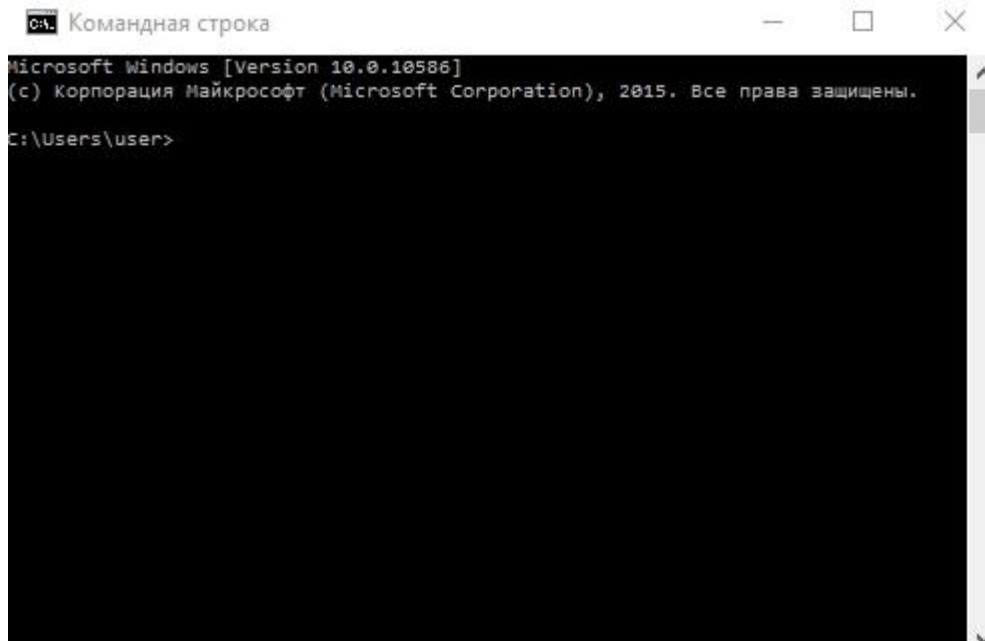 Командная строка
Microsoft Windows [Version 10.0.10586]
(c) Корпорация Майкрософт (Microsoft Corporation), 2015. Все права защищены.
C:\Users\user>